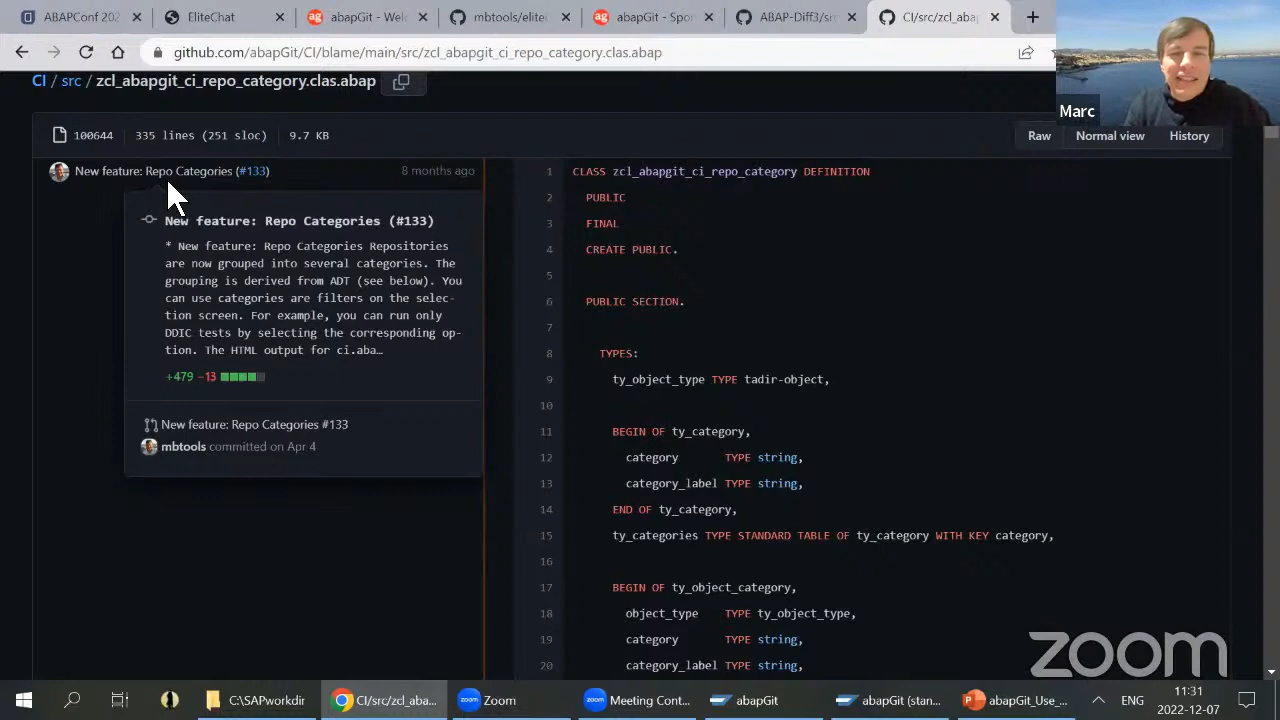 ABAPConf 202
EliteChat
abapGit - Wel
mbtools/elite
abapGit - Spo
ABAP-Diff3/sr
CI/src/zcl_aba
github.com/abapGit/CI/blame/main/src/zcl_abapgit_ci_repo_category.clas.abap
CI / src / zcl_abapgit_ci_repo_category.clas.abap
Marc
100644 335 lines (251 sloc) 9.7 KB
Raw Normal view History
New feature: Repo Categories (#133) 8 months ago
New feature: Repo Categories (#133)
* New feature: Repo Categories Repositories
are now grouped into several categories. The
grouping is derived from ADT (see below). You
can use categories are filters on the selec-
tion screen. For example, you can run only
DDIC tests by selecting the corresponding op-
tion. The HTML output for ci.aba…
+479 −13
New feature: Repo Categories #133
mbtools committed on Apr 4
1 CLASS zcl_abapgit_ci_repo_category DEFINITION
2 PUBLIC
3 FINAL
4 CREATE PUBLIC.
5
6 PUBLIC SECTION.
7
8 TYPES:
9 ty_object_type TYPE tadir-object,
10
11 BEGIN OF ty_category,
12 category TYPE string,
13 category_label TYPE string,
14 END OF ty_category,
15 ty_categories TYPE STANDARD TABLE OF ty_category WITH KEY category,
16
17 BEGIN OF ty_object_category,
18 object_type TYPE ty_object_type,
19 category TYPE string,
20 category_label TYPE string,
zoom
C:\SAPworkdir
CI/src/zcl_aba...
Zoom
Meeting Cont...
abapGit
abapGit (stan...
abapGit_Use_...
ENG
11:31
2022-12-07